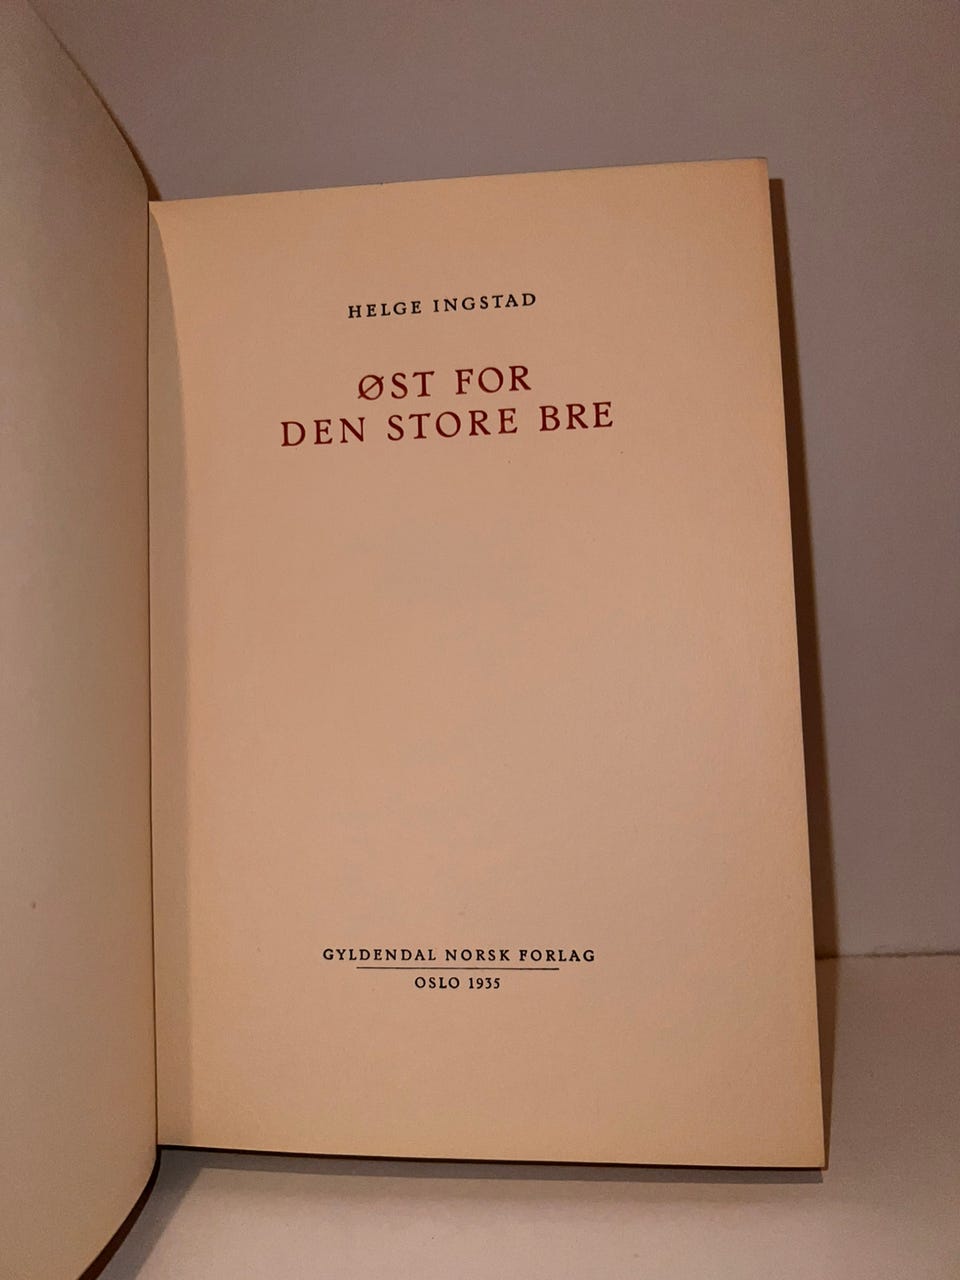 HELGE INGSTAD
ØST FOR
DEN STORE BRE
GYLDENDAL NORSK FORLAG
OSLO 1935